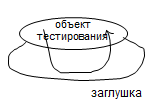 объект
тестирования
заглушка